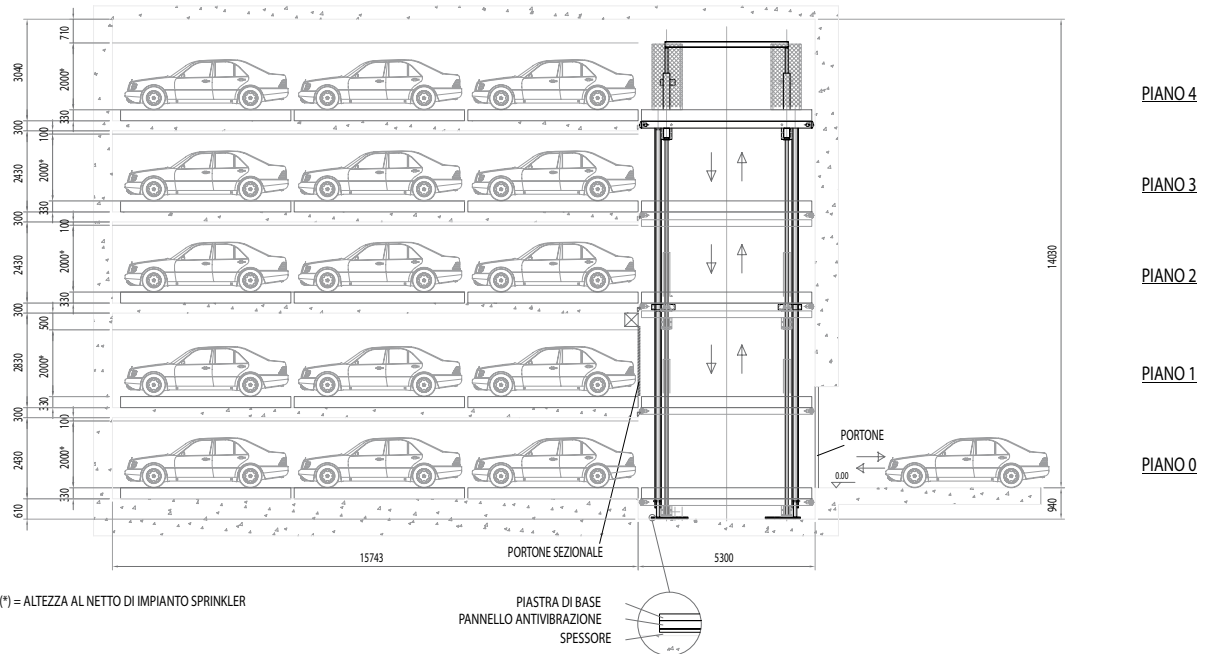 710
3040
2000*
330
PIANO 4
300
100
2430
2000*
330
PIANO 3
300
100
2430
2000*
330
14030
PIANO 2
300
500
2830
2000*
330
PIANO 1
300
100
2430
2000*
330
PORTONE
0.00
PIANO 0
610
940
PORTONE SEZIONALE
15743
5300
(*) = ALTEZZA AL NETTO DI IMPIANTO SPRINKLER
PIASTRA DI BASE
PANNELLO ANTIVIBRAZIONE
SPESSORE